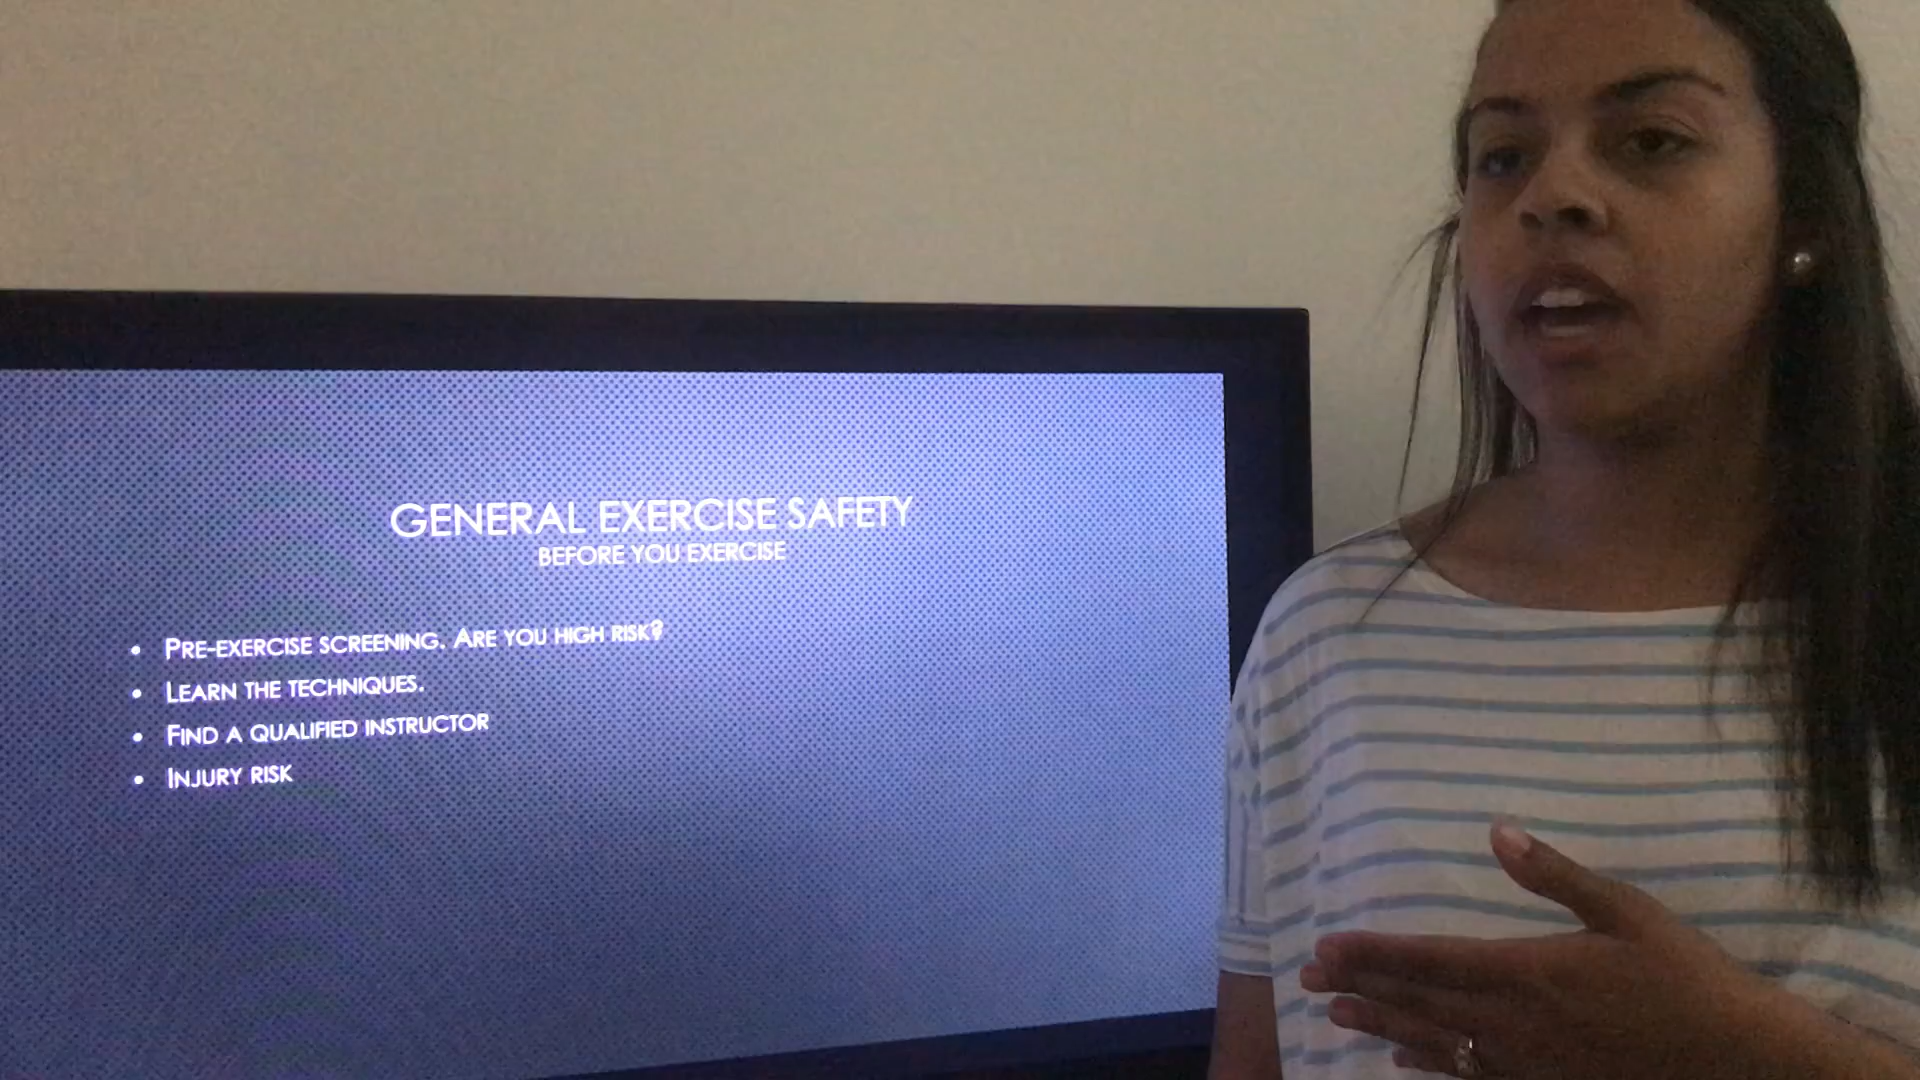 GENERAL EXERCISE SAFETY
BEFORE YOU EXERCISE
• PRE-EXERCISE SCREENING. ARE YOU HIGH RISK?
• LEARN THE TECHNIQUES.
• FIND A QUALIFIED INSTRUCTOR
• INJURY RISK